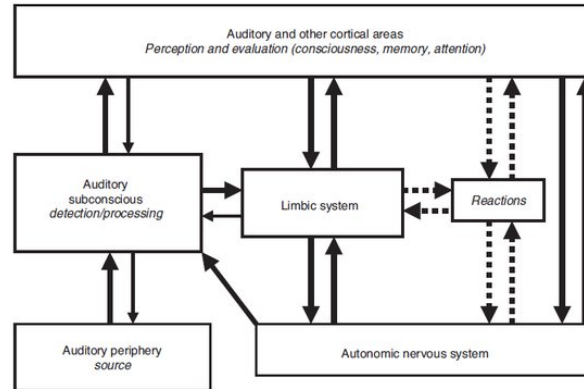 Auditory and other cortical areas
Perception and evaluation (consciousness, memory, attention)
Auditory
subconscious
detection/processing)
Limbic system
Reactions
Auditory periphery
source
Autonomic nervous system